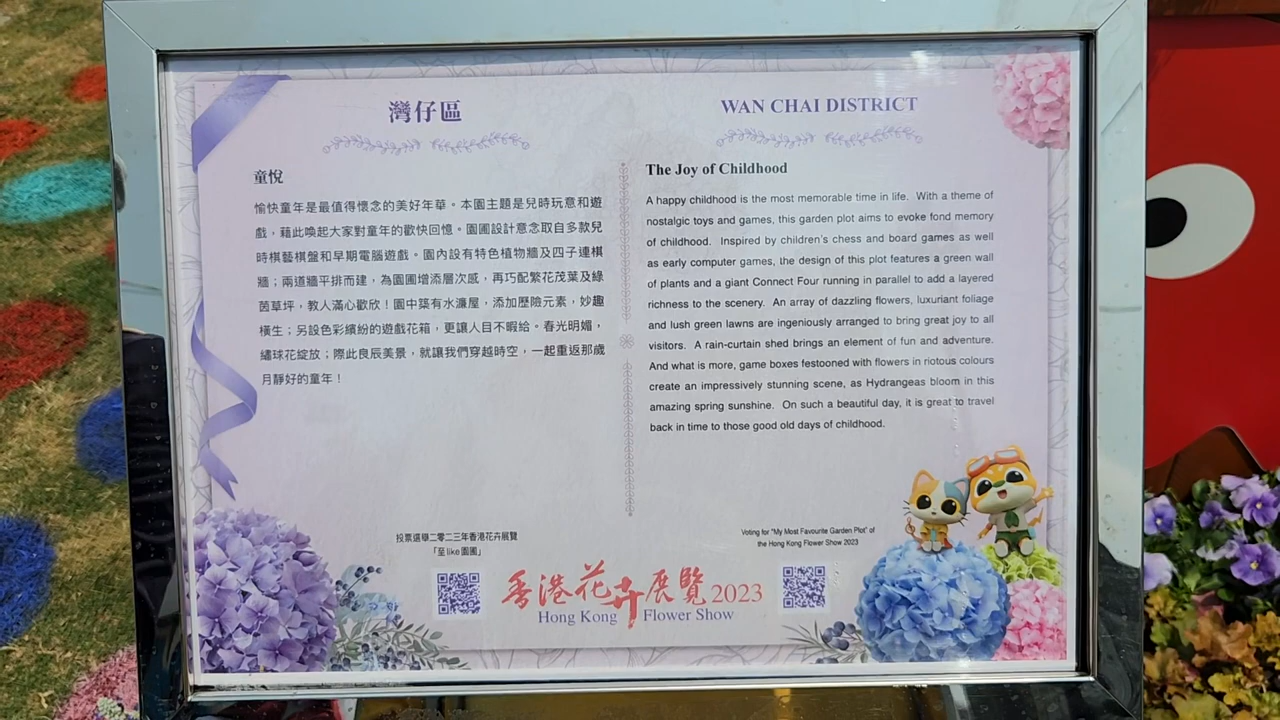 灣仔區
童悅
愉快童年是最值得懷念的美好年華。本園主題是兒時玩意和遊
戲，藉此喚起大家對童年的歡快回憶。園圃設計意念取自多款兒
時棋藝棋盤和早期電腦遊戲。園內設有特色植物牆及四子連棋
牆；兩道牆平排而建，為園圃增添層次感，再巧配繁花茂葉及綠
茵草坪，教人滿心歡欣！園中築有水濂屋，添加歷險元素，妙趣
橫生；另設色彩繽紛的遊戲花箱，更讓人目不暇給。春光明媚，
繡球花綻放；際此良辰美景，就讓我們穿越時空，一起重返那歲
月靜好的童年！
WAN CHAI DISTRICT
The Joy of Childhood
A happy childhood is the most memorable time in life. With a theme of
nostalgic toys and games, this garden plot aims to evoke fond memory
of childhood. Inspired by children's chess and board games as well
as early computer games, the design of this plot features a green wall
of plants and a giant Connect Four running in parallel to add a layered
richness to the scenery. An array of dazzling flowers, luxuriant foliage
and lush green lawns are ingeniously arranged to bring great joy to all
visitors. A rain-curtain shed brings an element of fun and adventure.
And what is more, game boxes festooned with flowers in riotous colours
create an impressively stunning scene, as Hydrangeas bloom in this
amazing spring sunshine. On such a beautiful day, it is great to travel
back in time to those good old days of childhood.
投票選舉二零二三年香港花卉展覽
「至like園圃」
Voting for "My Most Favourite Garden Plot" of
the Hong Kong Flower Show 2023
香港花卉展覽2023
Hong Kong Flower Show